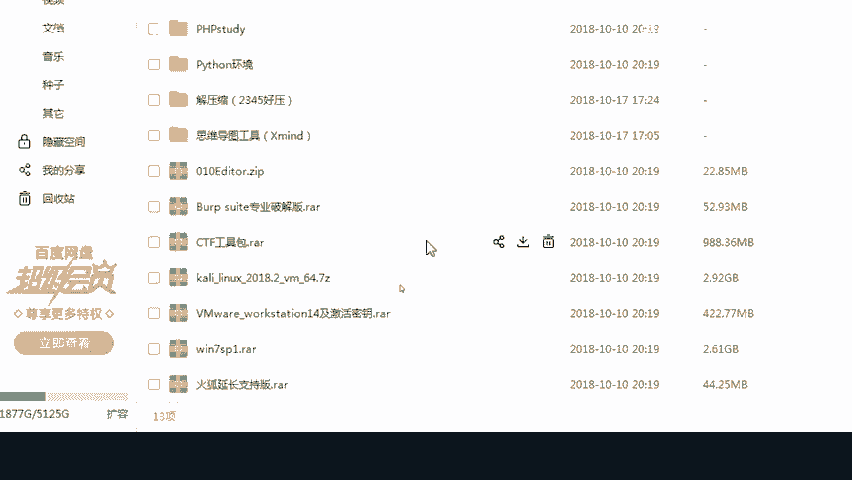 视频
文档
音乐
种子
其它
隐藏空间
我的分享
回收站
百度网盘
超级会员
尊享更多特权
立即查看
1877G/5125G 扩容
PHPstudy 2018-10-10 20:19 -
Python环境 2018-10-10 20:19 -
解压缩（2345好压） 2018-10-17 17:24 -
思维导图工具（Xmind） 2018-10-17 17:05 -
010Editor.zip 2018-10-10 20:19 22.85MB
Burp suite专业破解版.rar 2018-10-10 20:19 52.93MB
CTF工具包.rar 2018-10-10 20:19 988.36MB
kali_linux_2018.2_vm_64.7z 2018-10-10 20:19 2.92GB
VMware_workstation14及激活密钥.rar 2018-10-10 20:19 422.77MB
win7sp1.rar 2018-10-10 20:19 2.61GB
火狐延长支持版.rar 2018-10-10 20:19 44.25MB
13项